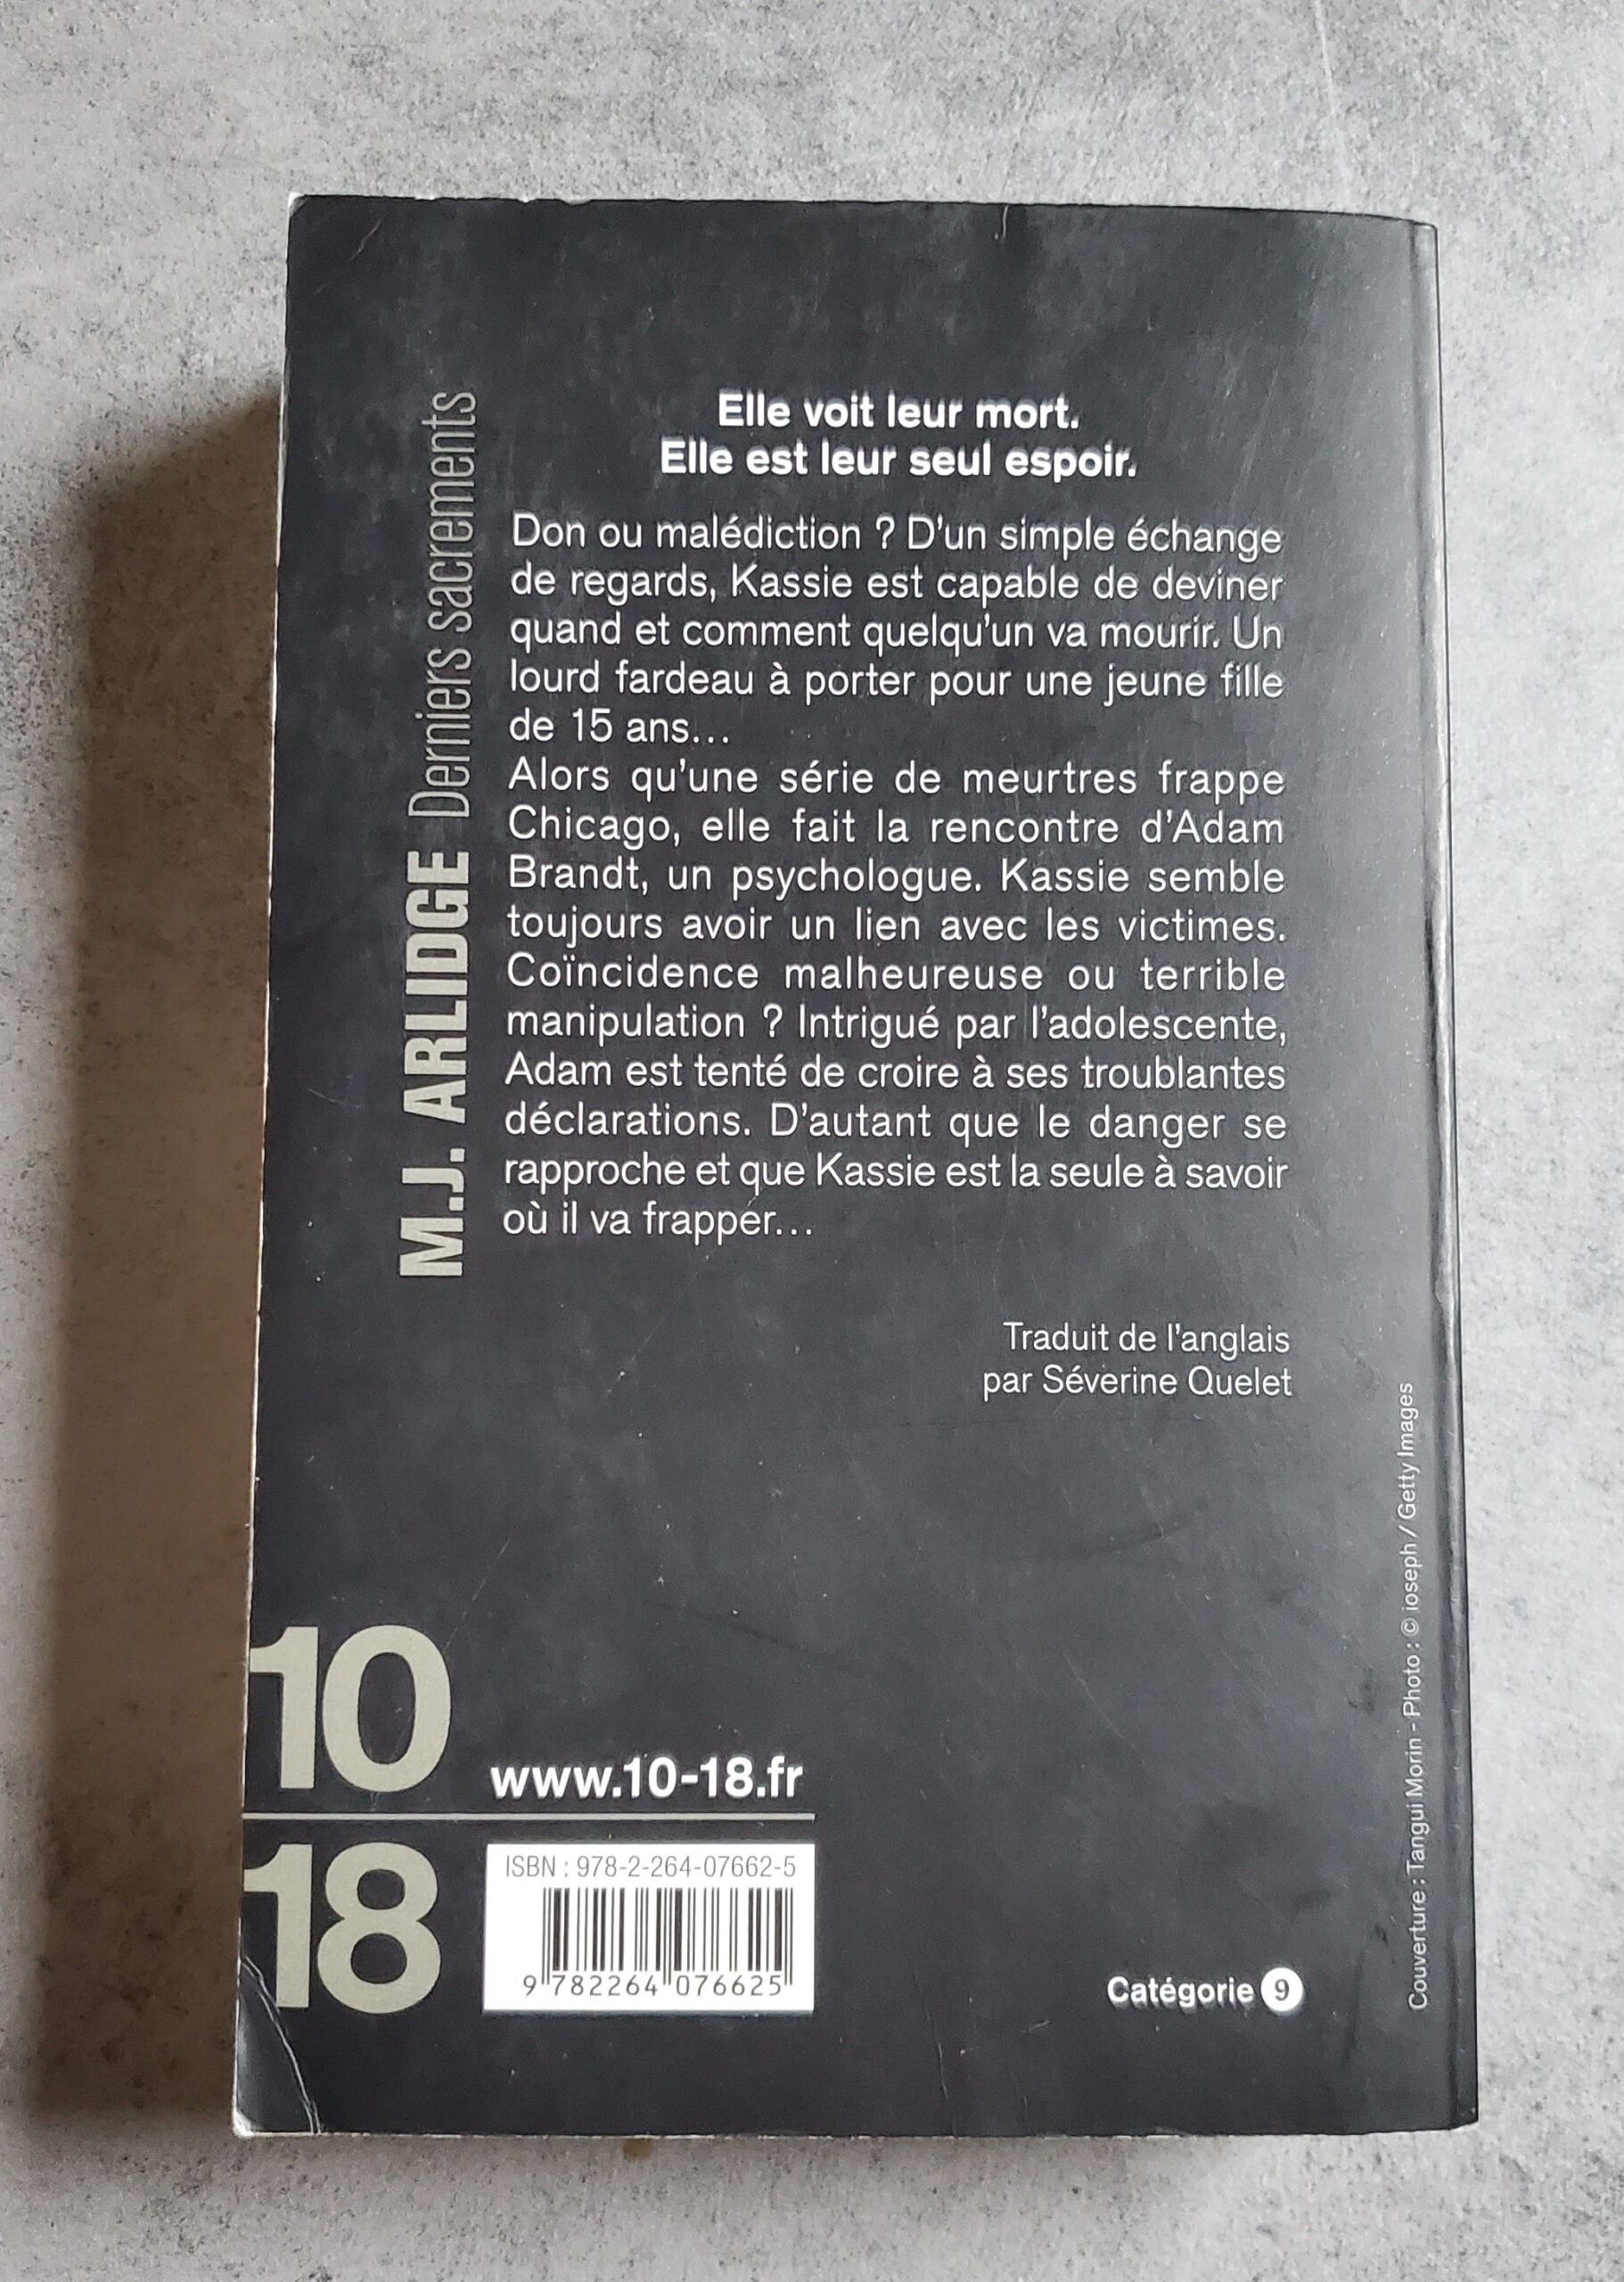 M.J. ARLIDGE Derniers sacrements
Elle voit leur mort.
Elle est leur seul espoir.
Don ou malédiction ? D'un simple échange
de regards, Kassie est capable de deviner
quand et comment quelqu'un va mourir. Un
lourd fardeau à porter pour une jeune fille
de 15 ans...
Alors qu'une série de meurtres frappe
Chicago, elle fait la rencontre d'Adam
Brandt, un psychologue. Kassie semble
toujours avoir un lien avec les victimes.
Coïncidence malheureuse ou terrible
manipulation ? Intrigué par l'adolescente,
Adam est tenté de croire à ses troublantes
déclarations. D'autant que le danger se
rapproche et que Kassie est la seule à savoir
où il va frapper...
Traduit de l'anglais
par Séverine Quelet
Couverture : Tangui Morin - Photo : © ioseph / Getty Images
10
18
www.10-18.fr
ISBN : 978-2-264-07662-5
9 782264 076625
Catégorie 9